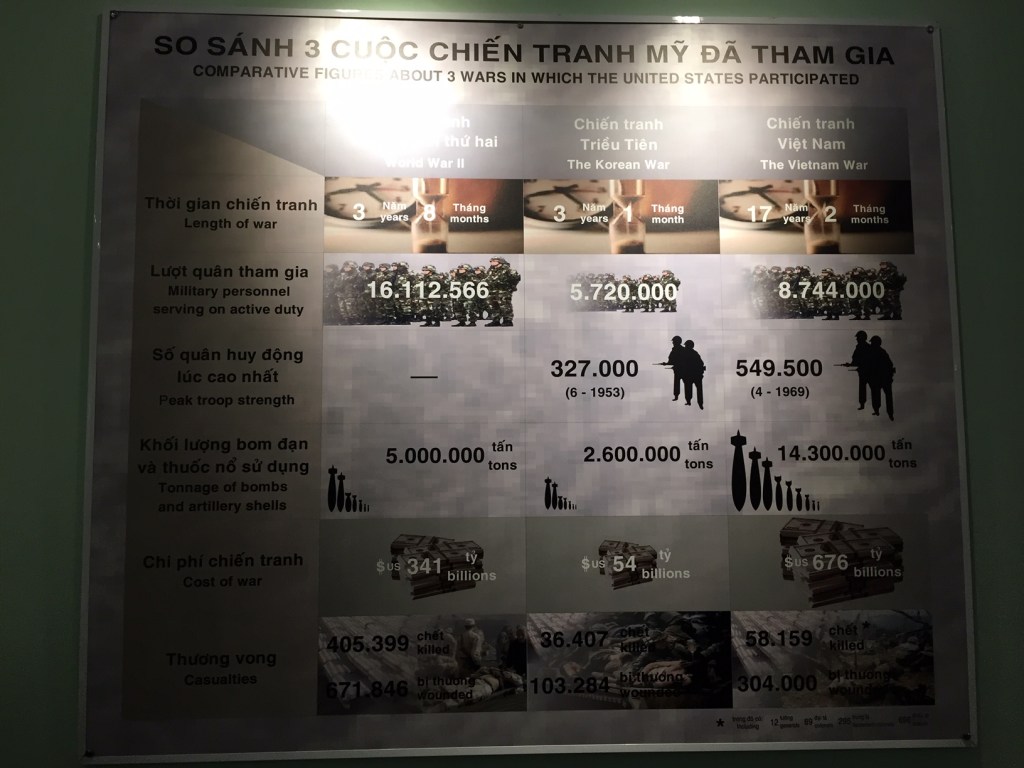 SO SÁNH 3 CUỘC CHIẾN TRANH MỸ ĐÃ THAM GIA
COMPARATIVE FIGURES ABOUT 3 WARS IN WHICH THE UNITED STATES PARTICIPATED
thứ hai
World War II
Chiến tranh
Triều Tiên
The Korean War
Chiến tranh
Việt Nam
The Vietnam War
Thời gian chiến tranh
Length of war
3 Năm years 8 Tháng months
3 Năm years 1 Tháng month
17 Năm years 2 Tháng months
Lượt quân tham gia
Military personnel
serving on active duty
16.112.566
5.720.000
8.744.000
Số quân huy động
lúc cao nhất
Peak troop strength
—
327.000
(6 - 1953)
549.500
(4 - 1969)
Khối lượng bom đạn
và thuốc nổ sử dụng
Tonnage of bombs
and artillery shells
5.000.000 tấn tons
2.600.000 tấn tons
14.300.000 tấn tons
Chi phí chiến tranh
Cost of war
$US 341 tỷ billions
$US 54 tỷ billions
$US 676 tỷ billions
Thương vong
Casualties
405.399 chết killed
671.846 bị thương wounded
36.407 chết killed
103.284 bị thương wounded
58.159 chết killed *
304.000 bị thương wounded
*